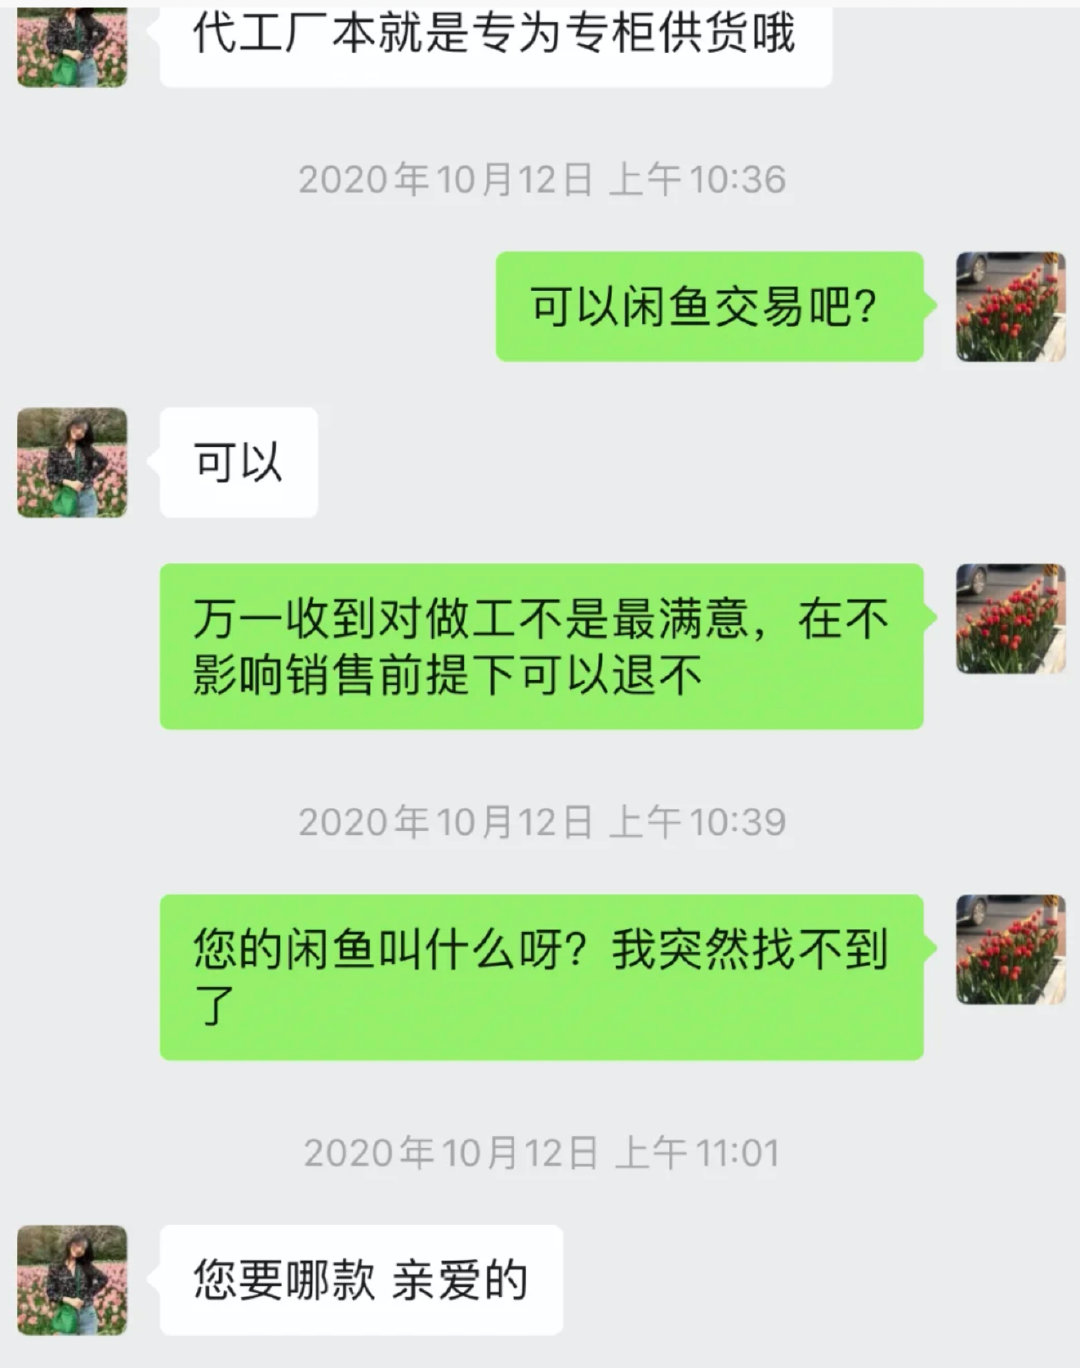 代工厂本就是专为专柜供货哦
2020年10月12日 上午10:36
可以闲鱼交易吧？
可以
万一收到对做工不是最满意，在不
影响销售前提下可以退不
2020年10月12日 上午10:39
您的闲鱼叫什么呀？我突然找不到
了
2020年10月12日 上午11:01
您要哪款 亲爱的